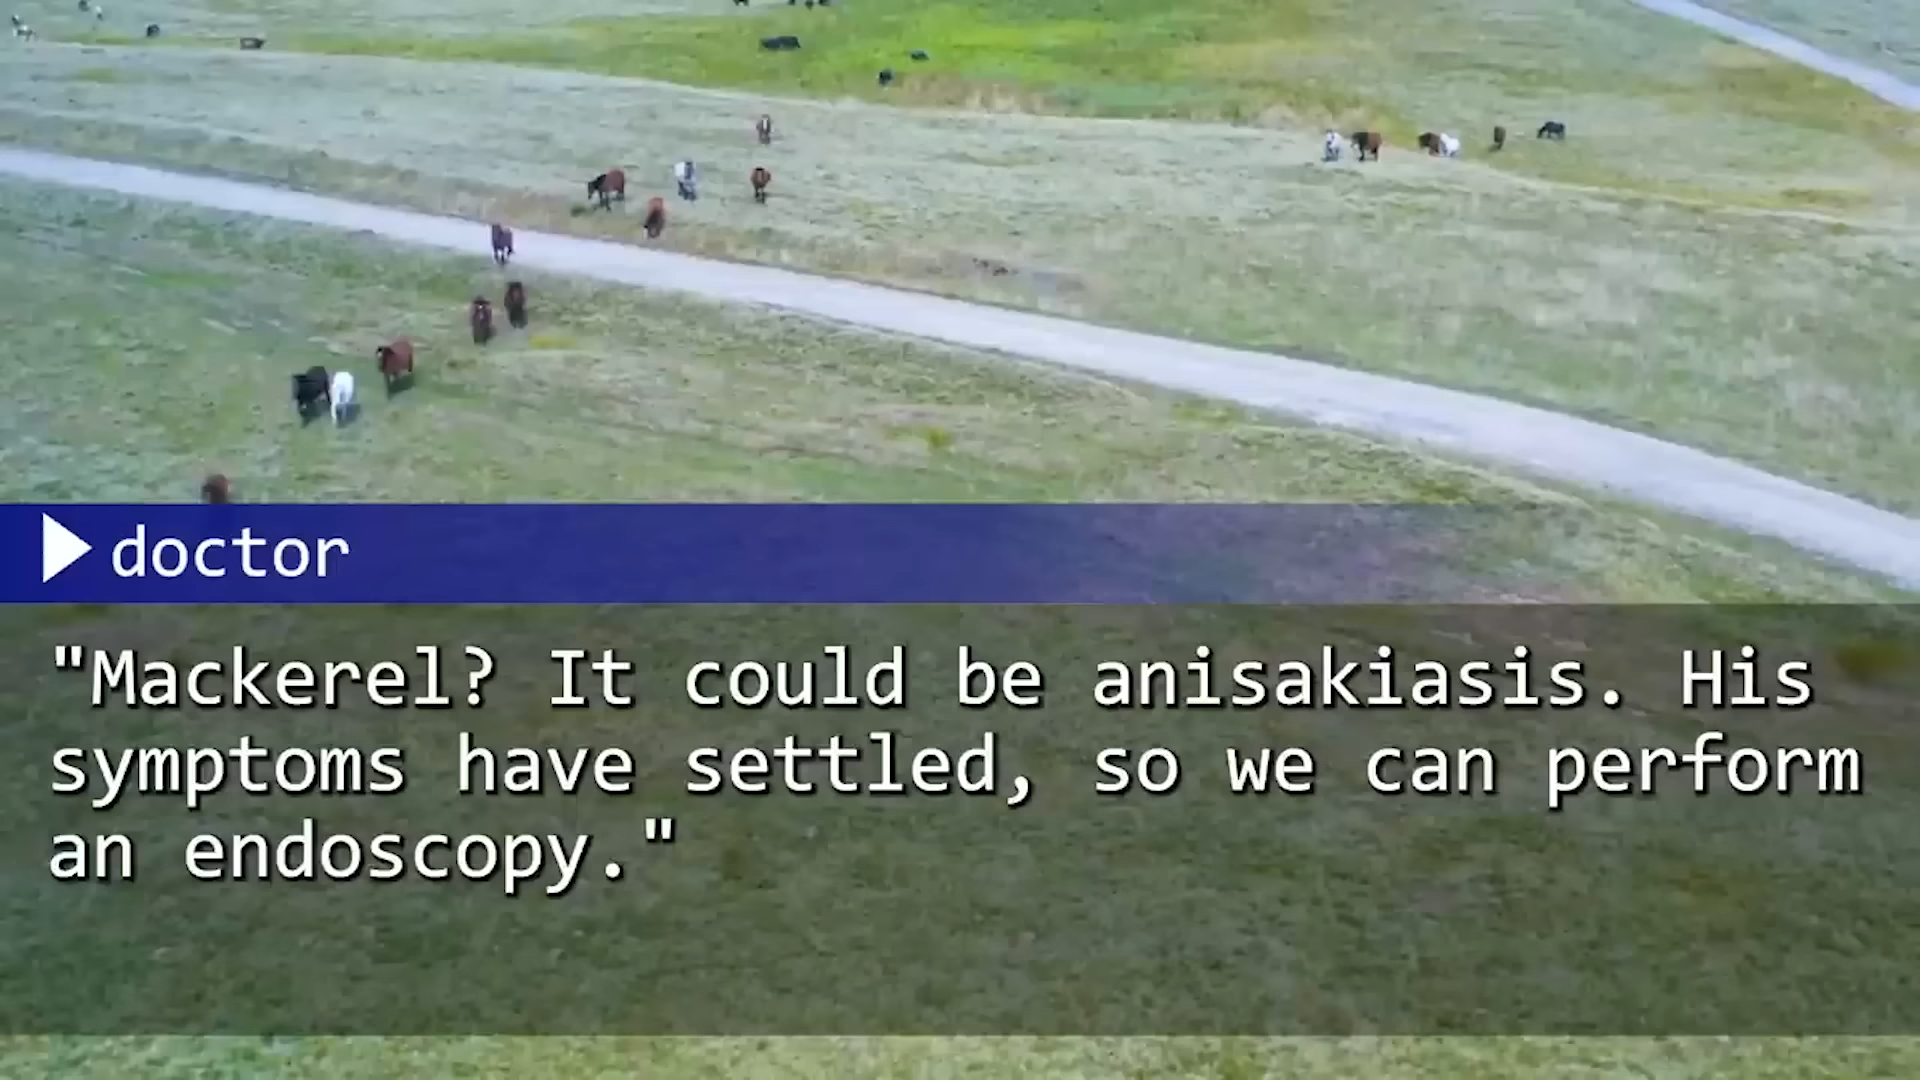 doctor
"Mackerel? It could be anisakiasis. His
symptoms have settled, so we can perform
an endoscopy."